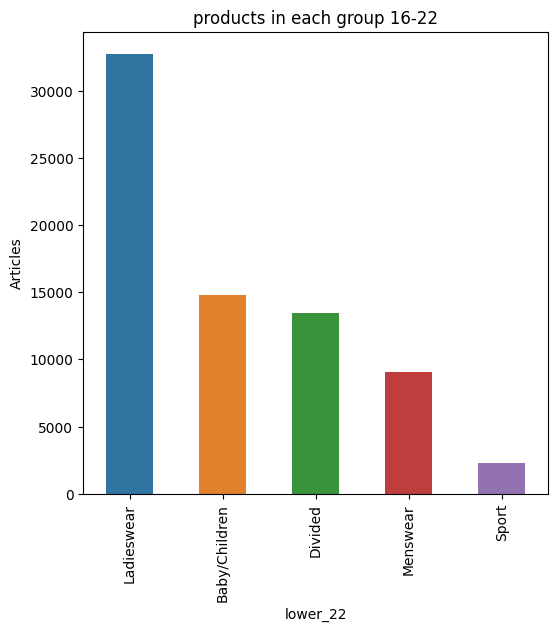 products in each group 16-22
Articles
30000
25000
20000
15000
10000
5000
0
Ladieswear
Baby/Children
Divided
Menswear
Sport
lower_22